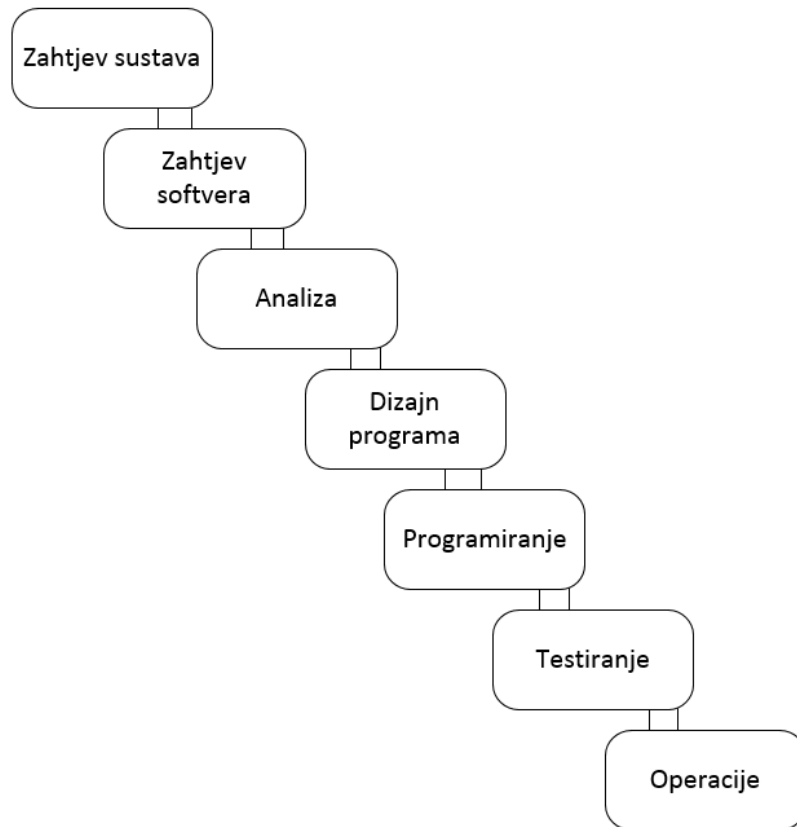 Zahtjev sustava
Zahtjev
softvera
Analiza
Dizajn
programa
Programiranje
Testiranje
Operacije